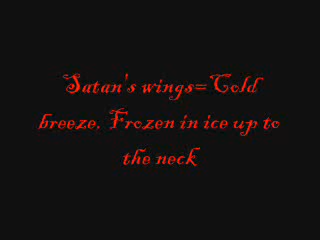 Satan's wings=Cold
breeze. Frozen in ice up to
the neck